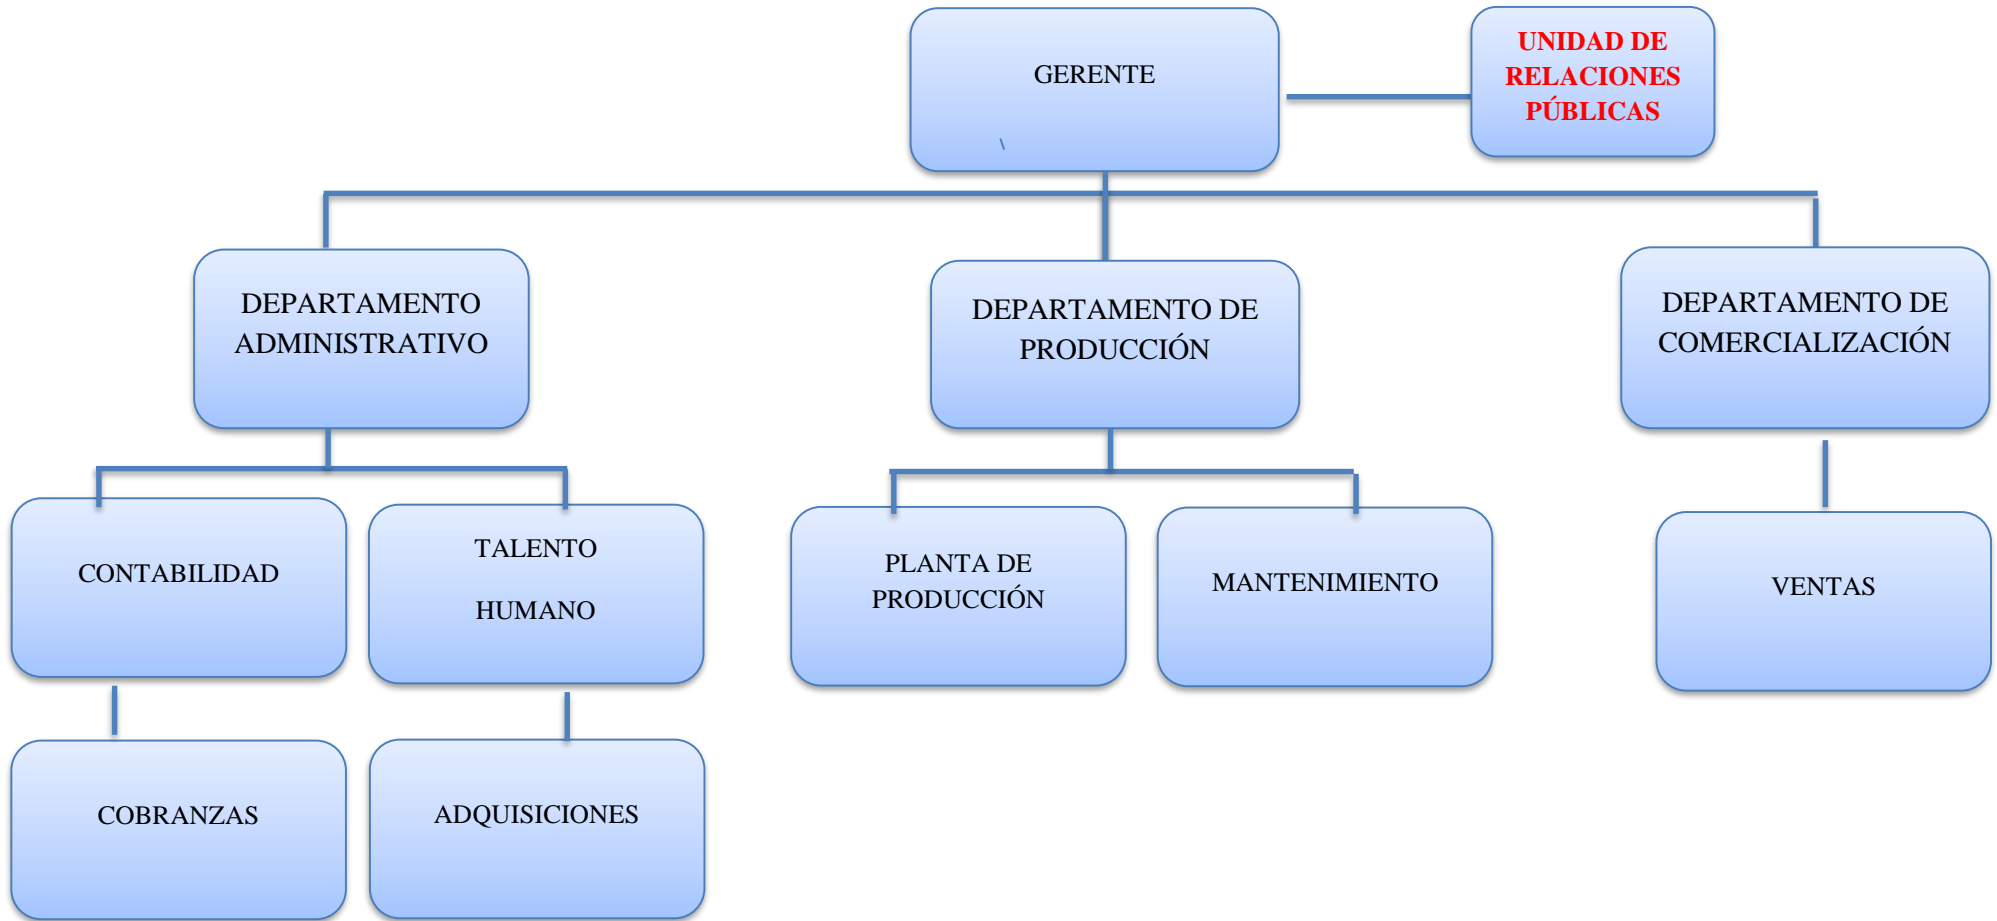 GERENTE
\
UNIDAD DE
RELACIONES
PÚBLICAS
DEPARTAMENTO
ADMINISTRATIVO
DEPARTAMENTO DE
PRODUCCIÓN
DEPARTAMENTO DE
COMERCIALIZACIÓN
CONTABILIDAD
TALENTO
HUMANO
PLANTA DE
PRODUCCIÓN
MANTENIMIENTO
VENTAS
COBRANZAS
ADQUISICIONES